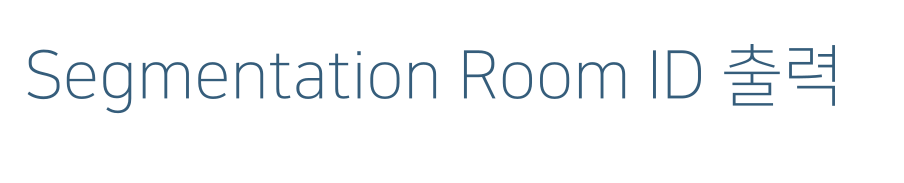 Segmentation Room ID 출력